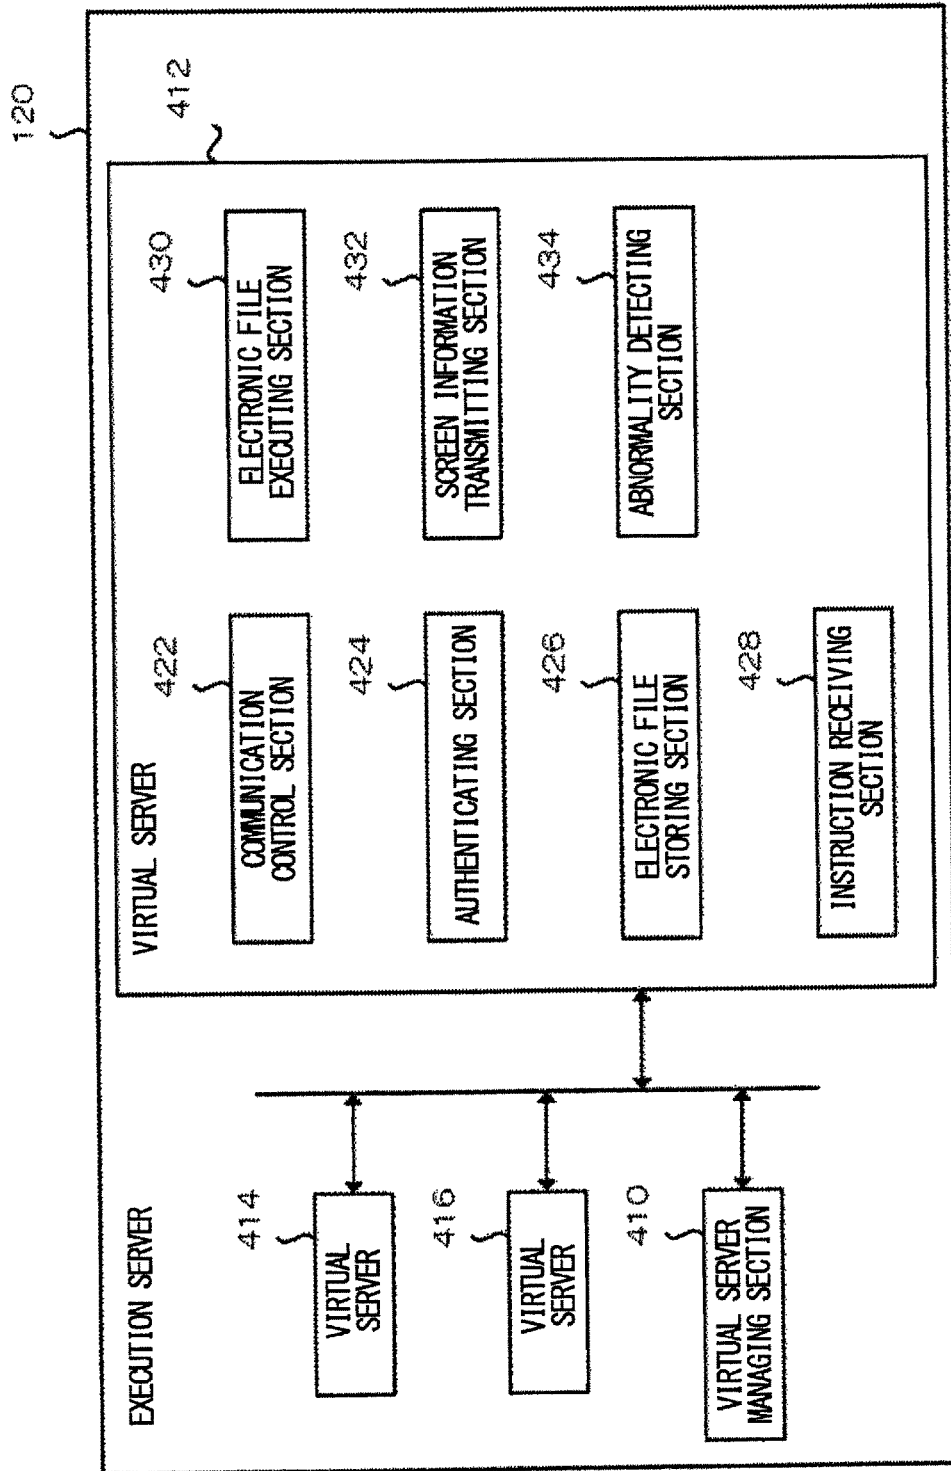 120
EXECUTION SERVER
414
VIRTUAL
SERVER
416
VIRTUAL
SERVER
410
VIRTUAL SERVER
MANAGING SECTION
412
VIRTUAL SERVER
422
COMMUNICATION
CONTROL SECTION
424
AUTHENTICATING SECTION
426
ELECTRONIC FILE
STORING SECTION
428
INSTRUCTION RECEIVING
SECTION
430
ELECTRONIC FILE
EXECUTING SECTION
432
SCREEN INFORMATION
TRANSMITTING SECTION
434
ABNORMALITY DETECTING
SECTION